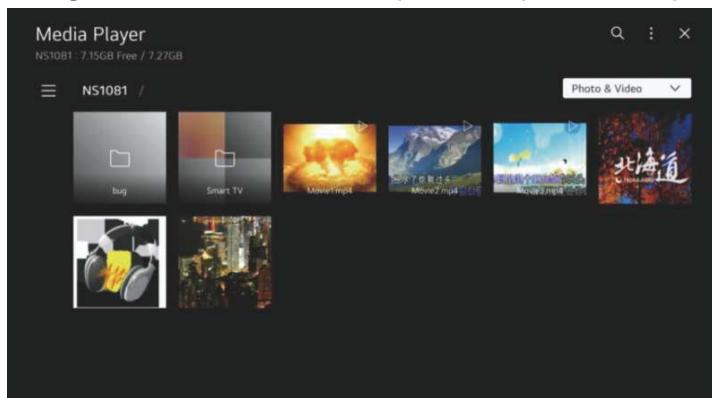 Media Player
NS1081 : 7.15GB Free / 7.27GB
NS1081 /
Photo & Video
bug
Smart TV
Movie1.mp4
Movie2.mp4
Movie3.mp4
北海道